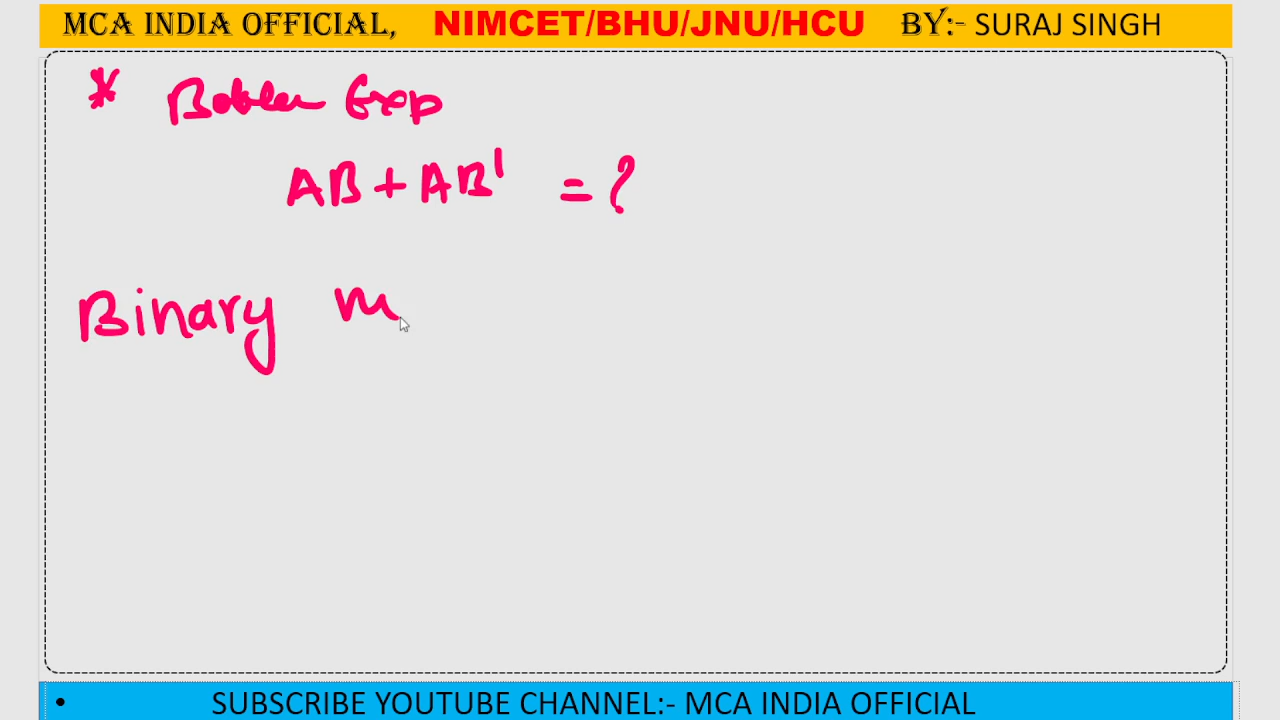 MCA INDIA OFFICIAL, NIMCET/BHU/JNU/HCU BY:- SURAJ SINGH
* Exp
AB + AB' = ?
Binary
• SUBSCRIBE YOUTUBE CHANNEL:- MCA INDIA OFFICIAL